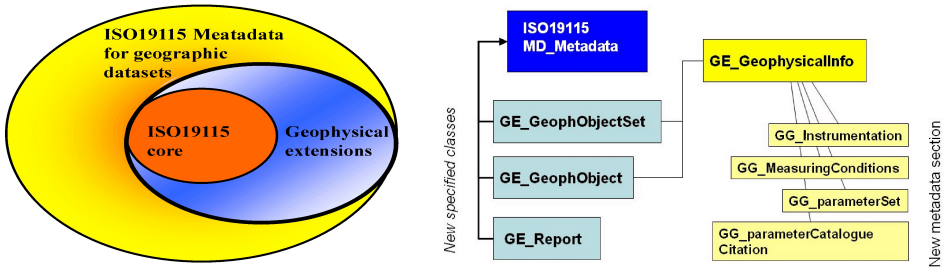 ISO19115 Meatadata
for geographic
datasets
ISO19115
core
Geophysical
extensions
New specified classes
ISO19115
MD_Metadata
GE_GeophObjectSet
GE_GeophObject
GE_Report
GE_GeophysicalInfo
GG_Instrumentation
GG_MeasuringConditions
GG_parameterSet
GG_parameterCatalogue
Citation
New metadata section